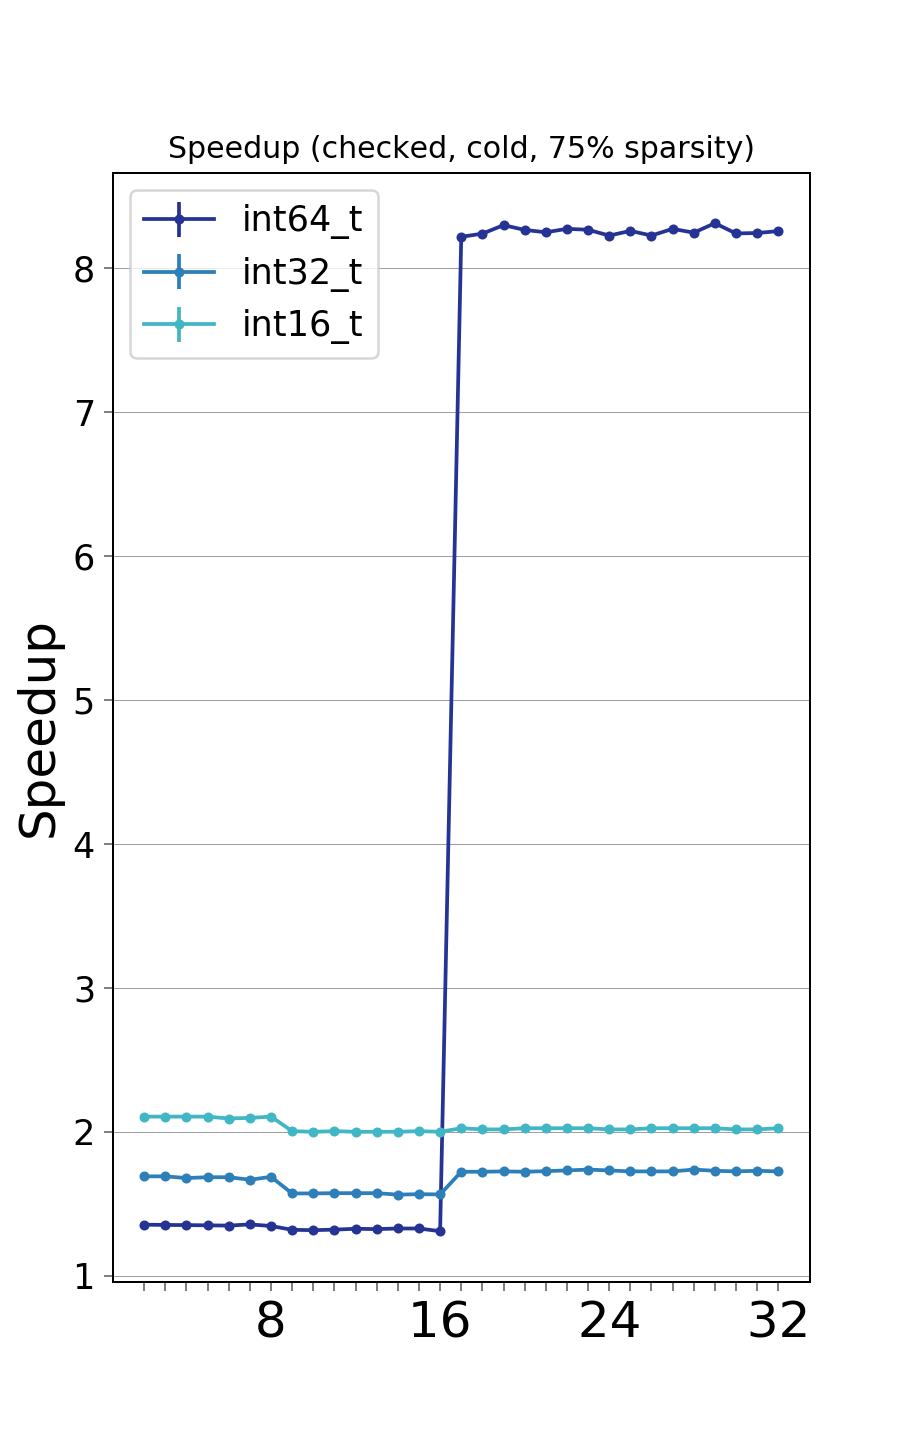 Speedup (checked, cold, 75% sparsity)
int64_t
int32_t
int16_t
8
7
6
5
4
3
2
1
Speedup
8 16 24 32